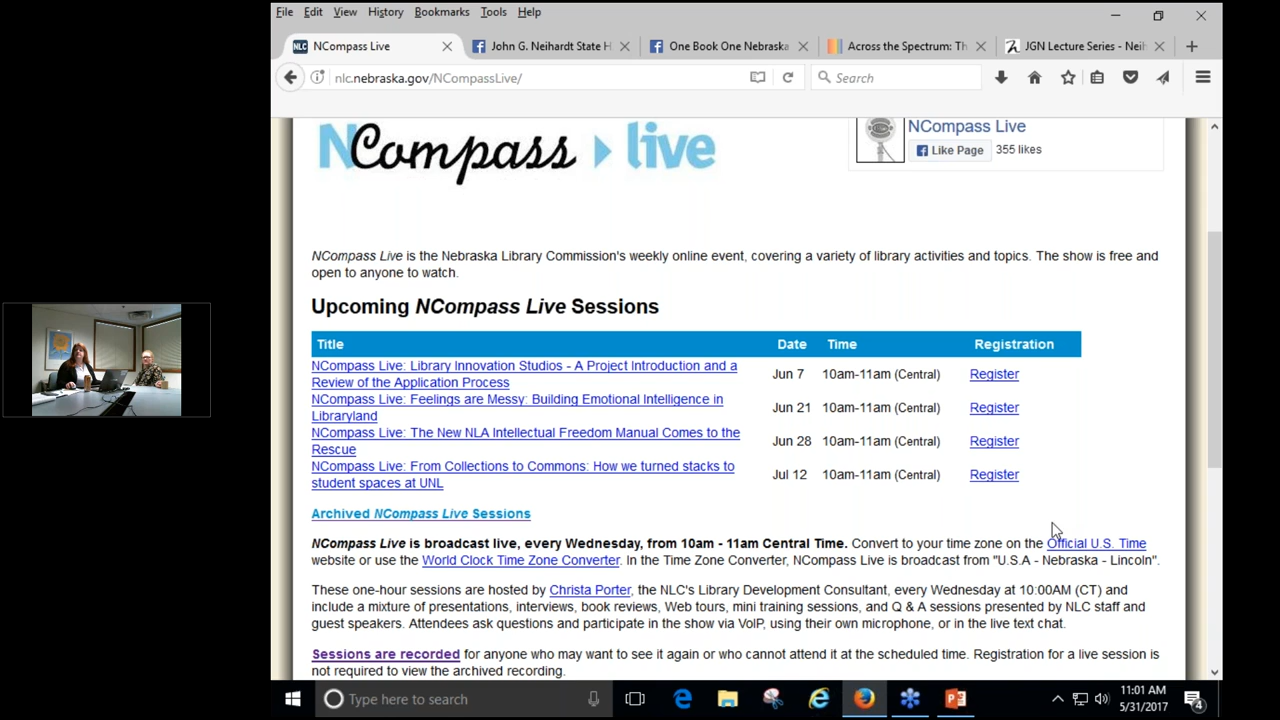 File Edit View History Bookmarks Tools Help
NLC NCompass Live
John G. Neihardt State H
One Book One Nebraska
Across the Spectrum: Th
JGN Lecture Series - Neih
nlc.nebraska.gov/NCompassLive/
Search
NCompass live
NCompass Live
Like Page 355 likes
NCompass Live is the Nebraska Library Commission's weekly online event, covering a variety of library activities and topics. The show is free and
open to anyone to watch.
Upcoming NCompass Live Sessions
Title Date Time Registration
NCompass Live: Library Innovation Studios - A Project Introduction and a
Review of the Application Process
Jun 7 10am-11am (Central) Register
NCompass Live: Feelings are Messy: Building Emotional Intelligence in
Libraryland
Jun 21 10am-11am (Central) Register
NCompass Live: The New NLA Intellectual Freedom Manual Comes to the
Rescue
Jun 28 10am-11am (Central) Register
NCompass Live: From Collections to Commons: How we turned stacks to
student spaces at UNL
Jul 12 10am-11am (Central) Register
Archived NCompass Live Sessions
NCompass Live is broadcast live, every Wednesday, from 10am - 11am Central Time. Convert to your time zone on the Official U.S. Time
website or use the World Clock Time Zone Converter. In the Time Zone Converter, NCompass Live is broadcast from "U.S.A - Nebraska - Lincoln".
These one-hour sessions are hosted by Christa Porter, the NLC's Library Development Consultant, every Wednesday at 10:00AM (CT) and
include a mixture of presentations, interviews, book reviews, Web tours, mini training sessions, and Q & A sessions presented by NLC staff and
guest speakers. Attendees ask questions and participate in the show via VoIP, using their own microphone, or in the live text chat.
Sessions are recorded for anyone who may want to see it again or who cannot attend it at the scheduled time. Registration for a live session is
not required to view the archived recording.
Type here to search
11:01 AM
5/31/2017
4